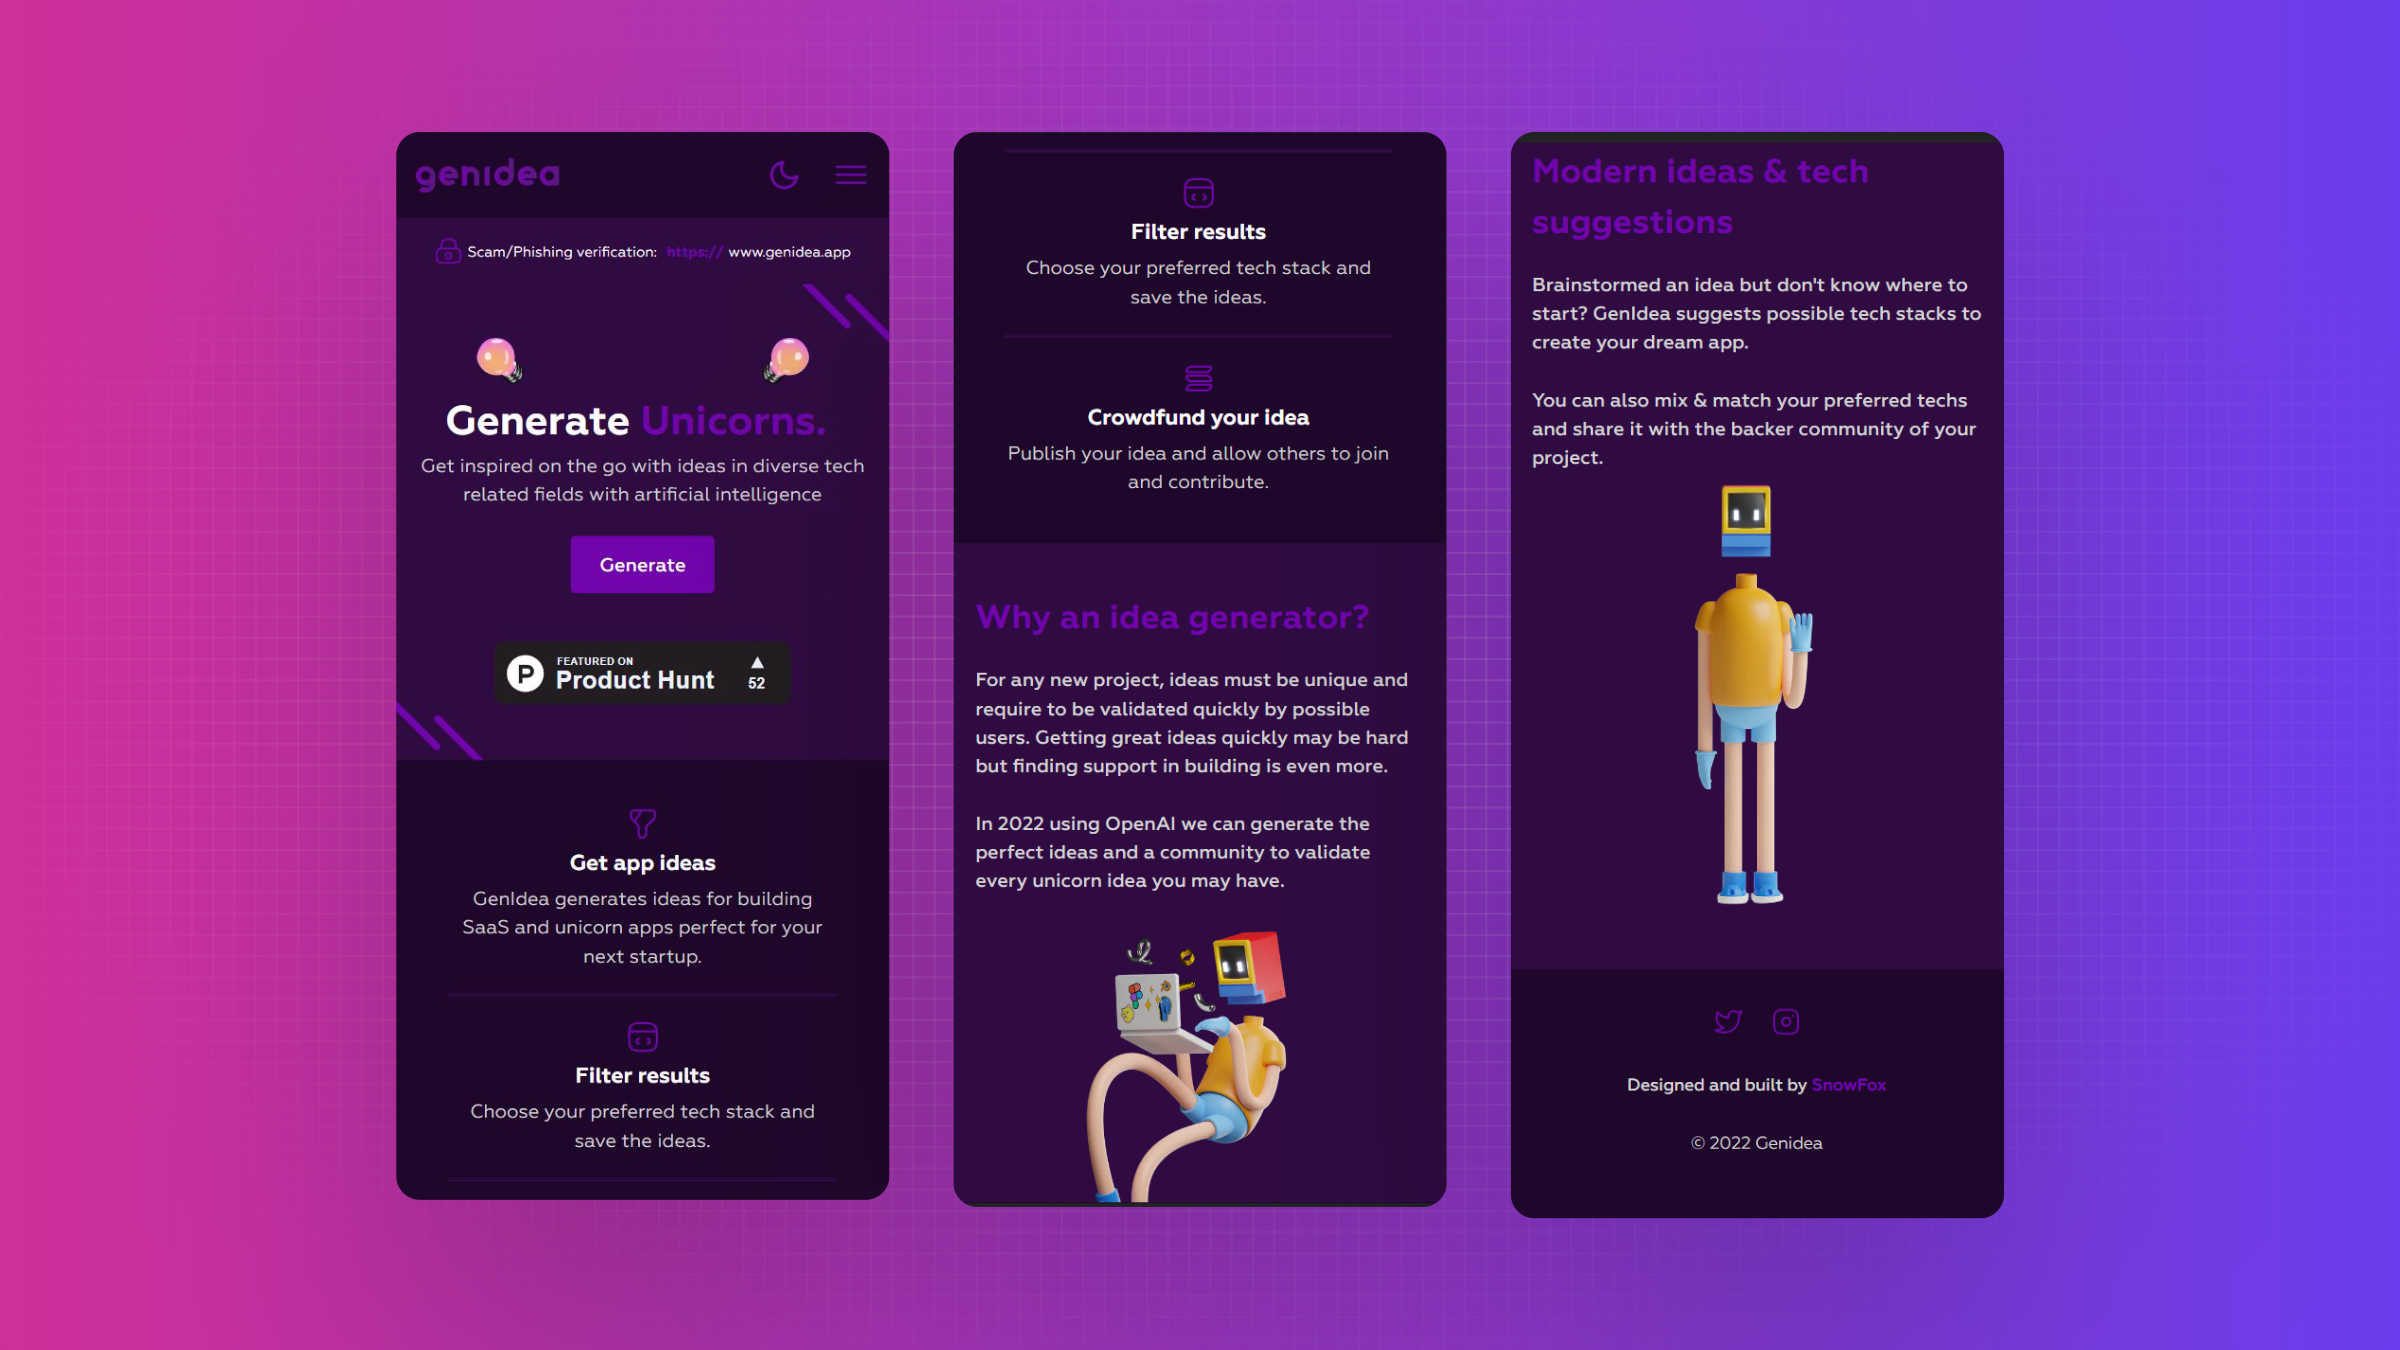 genidea
Scam/Phishing verification: https:// www.genidea.app
Generate Unicorns.
Get inspired on the go with ideas in diverse tech
related fields with artificial intelligence
Generate
P
FEATURED ON
Product Hunt
52
Get app ideas
GenIdea generates ideas for building
SaaS and unicorn apps perfect for your
next startup.
Filter results
Choose your preferred tech stack and
save the ideas.
Filter results
Choose your preferred tech stack and
save the ideas.
Crowdfund your idea
Publish your idea and allow others to join
and contribute.
Why an idea generator?
For any new project, ideas must be unique and
require to be validated quickly by possible
users. Getting great ideas quickly may be hard
but finding support in building is even more.
In 2022 using OpenAI we can generate the
perfect ideas and a community to validate
every unicorn idea you may have.
Modern ideas & tech
suggestions
Brainstormed an idea but don't know where to
start? GenIdea suggests possible tech stacks to
create your dream app.
You can also mix & match your preferred techs
and share it with the backer community of your
project.
Designed and built by SnowFox
© 2022 Genidea